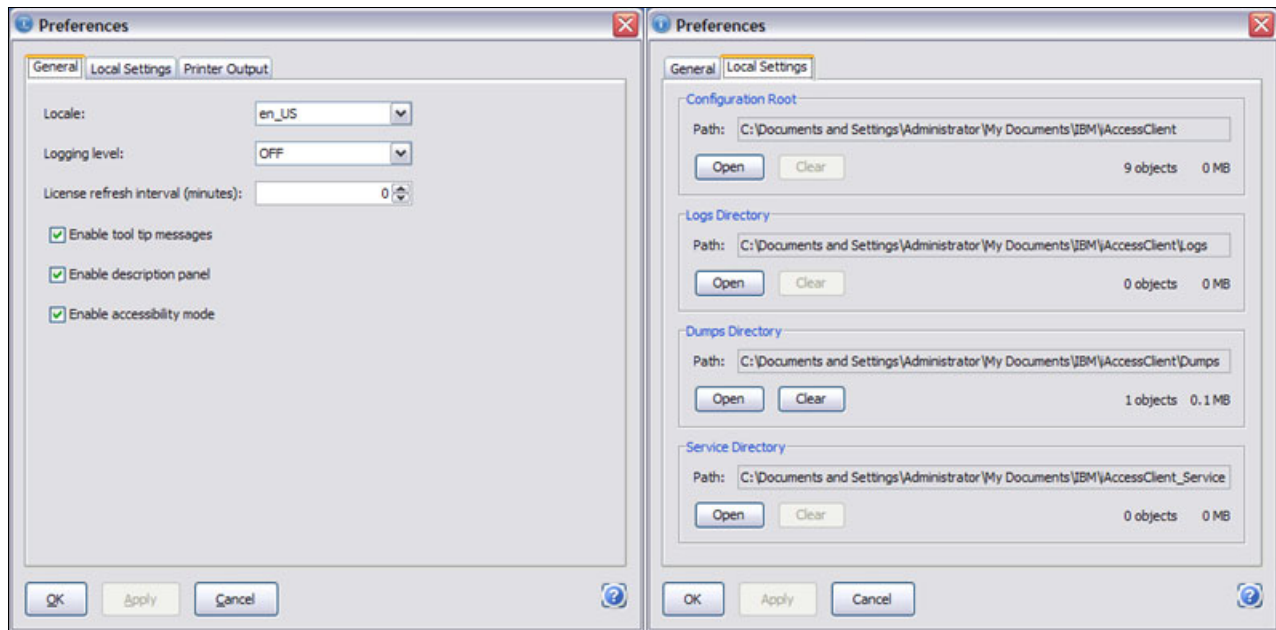 Preferences
General Local Settings Printer Output
Locale: en_US
Logging level: OFF
License refresh interval (minutes): 0
Enable tool tip messages
Enable description panel
Enable accessibility mode
OK Apply Cancel
Preferences
General Local Settings
Configuration Root
Path: C:\Documents and Settings\Administrator\My Documents\IBM\iAccessClient
Open Clear 9 objects 0 MB
Logs Directory
Path: C:\Documents and Settings\Administrator\My Documents\IBM\iAccessClient\Logs
Open Clear 0 objects 0 MB
Dumps Directory
Path: C:\Documents and Settings\Administrator\My Documents\IBM\iAccessClient\Dumps
Open Clear 1 objects 0.1 MB
Service Directory
Path: C:\Documents and Settings\Administrator\My Documents\IBM\iAccessClient_Service
Open Clear 0 objects 0 MB
OK Apply Cancel